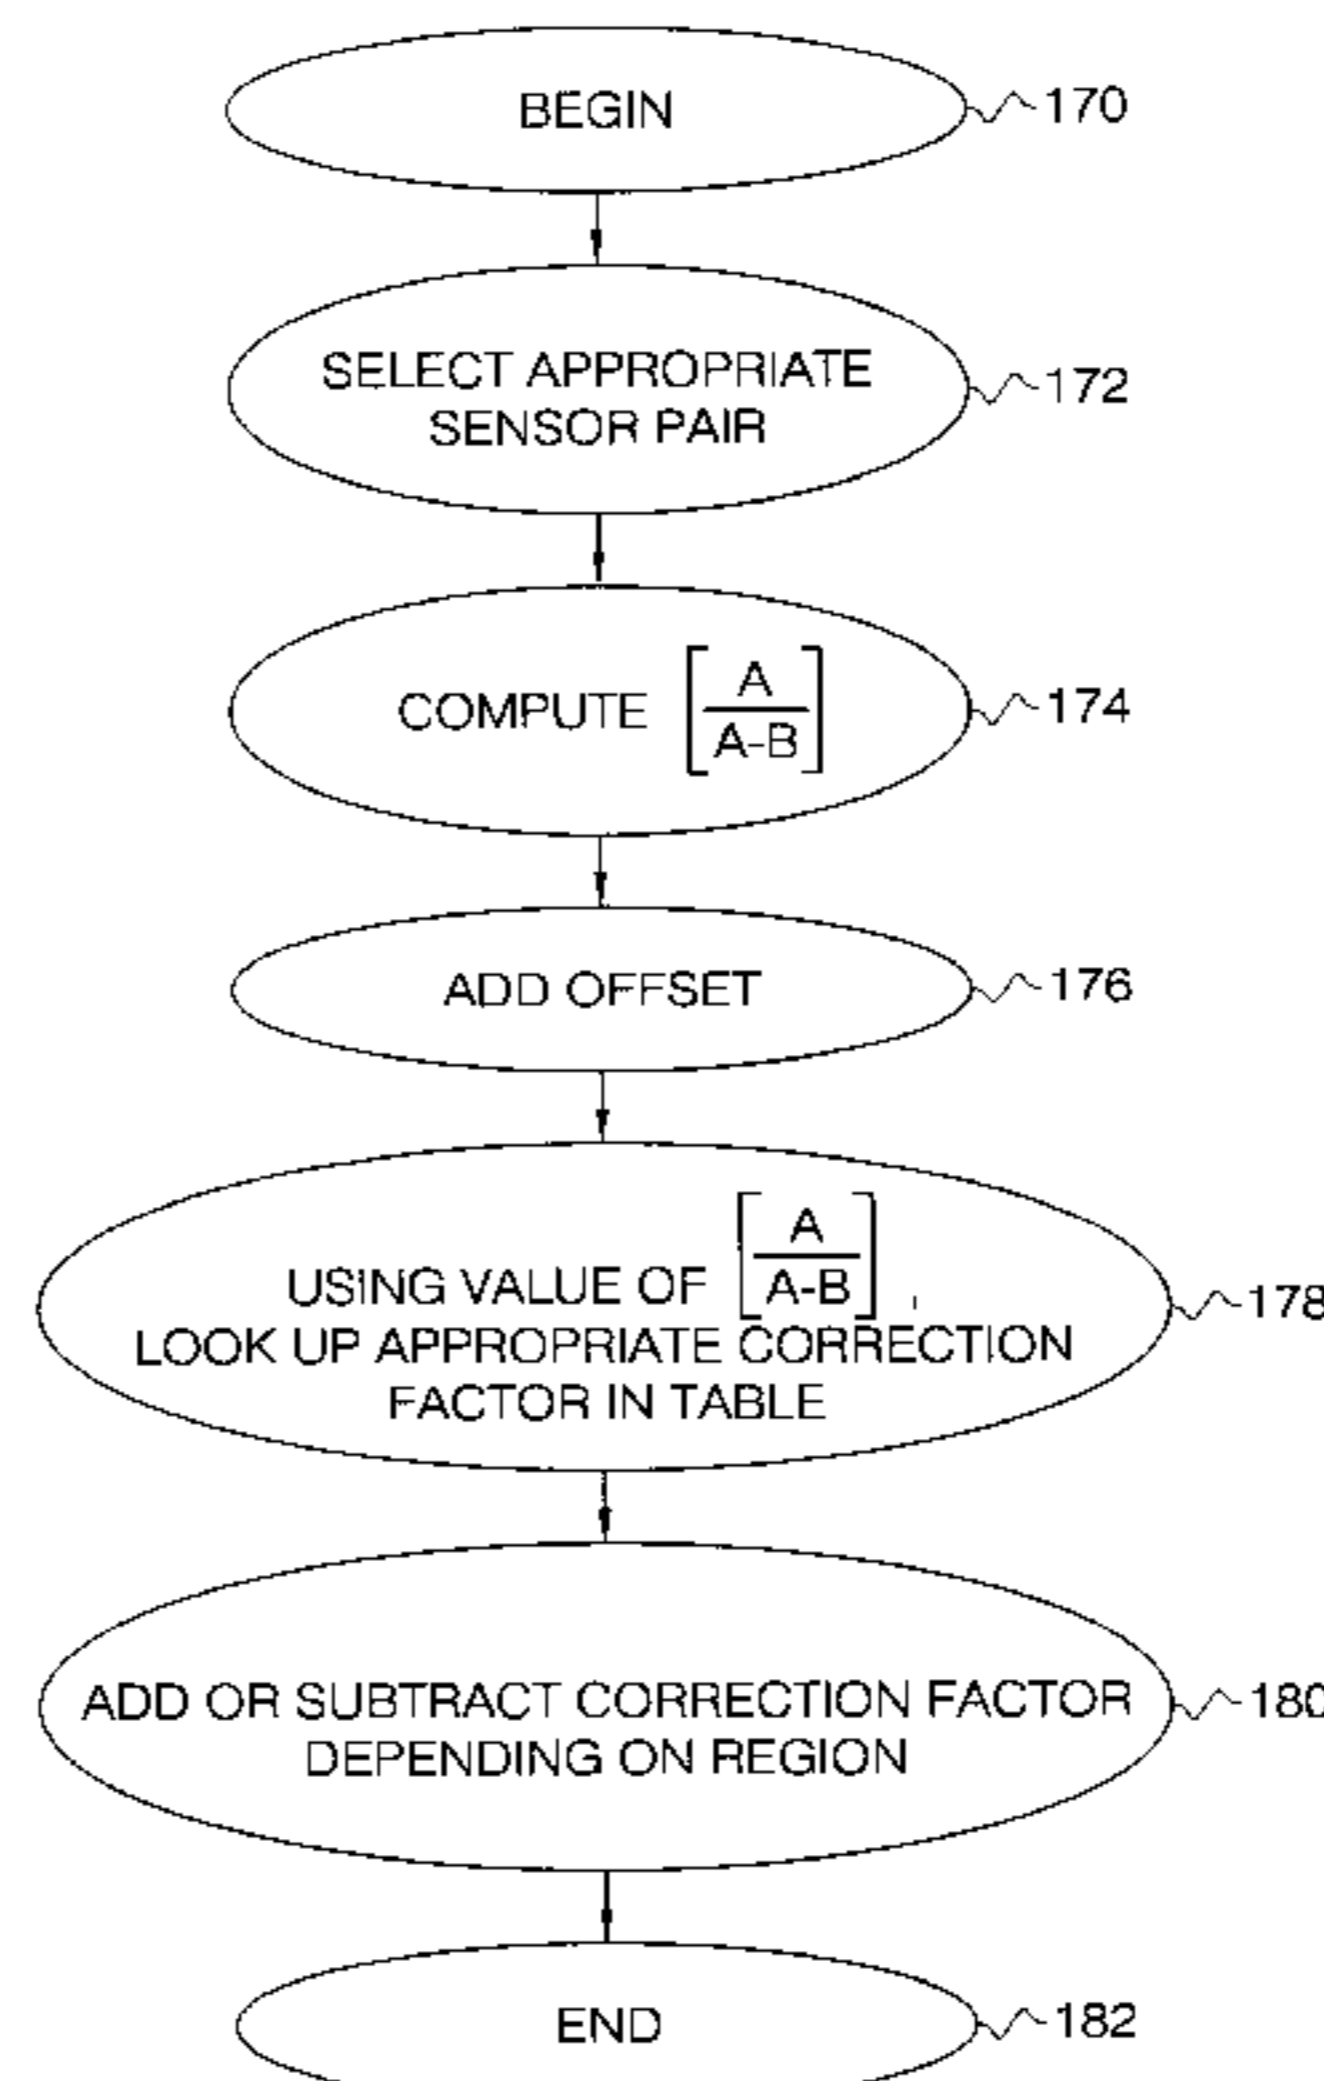 BEGIN 170
SELECT APPROPRIATE 172
SENSOR PAIR
COMPUTE [A/A-B] 174
ADD OFFSET 176
USING VALUE OF [A/A-B], 178
LOOK UP APPROPRIATE CORRECTION
FACTOR IN TABLE
ADD OR SUBTRACT CORRECTION FACTOR 180
DEPENDING ON REGION
END 182